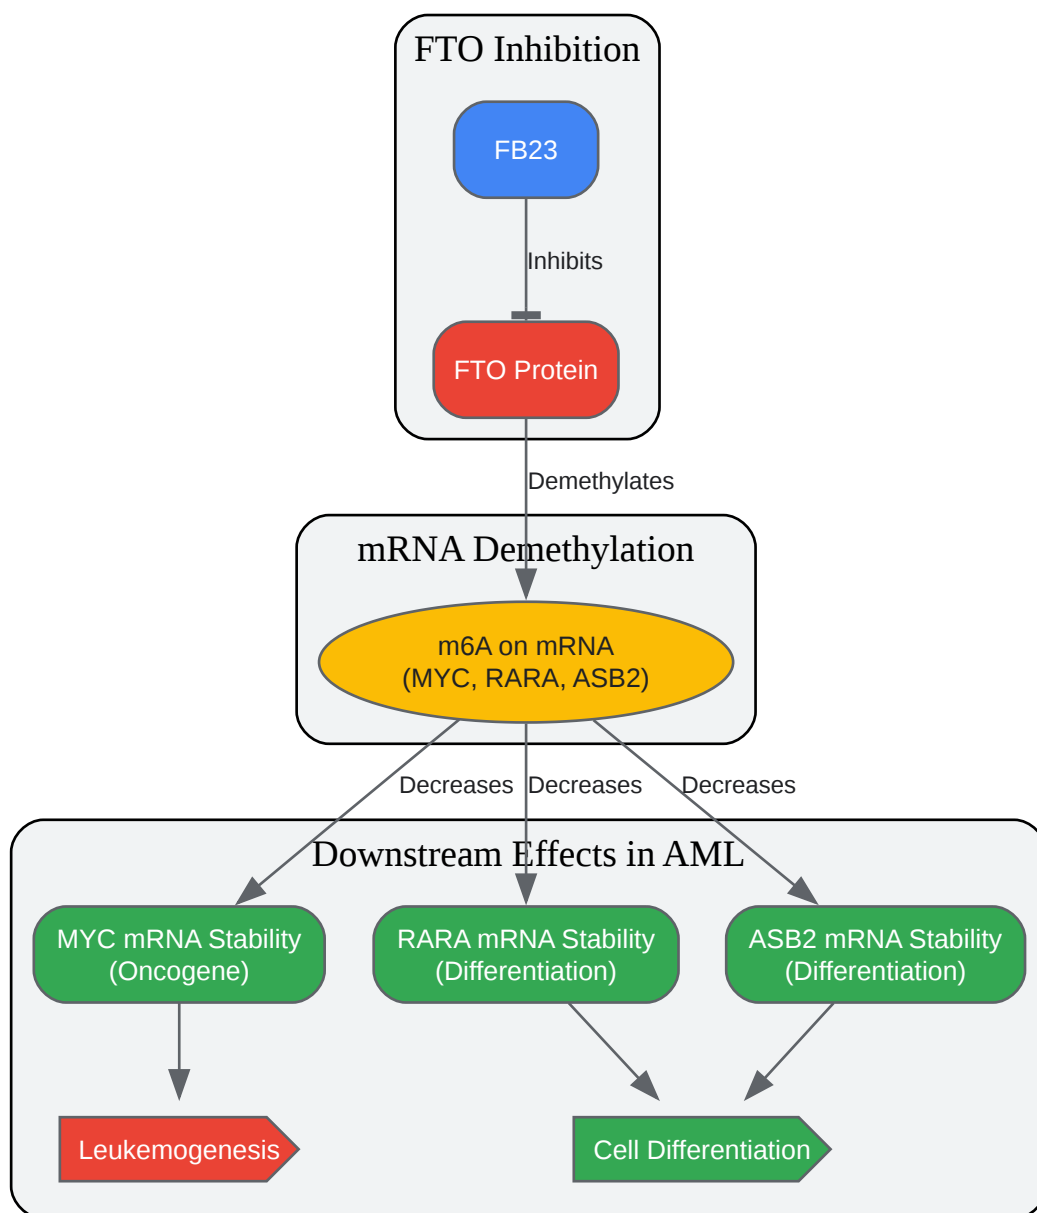 FTO Inhibition
FB23
Inhibits
FTO Protein
Demethylates
mRNA Demethylation
m6A on mRNA
(MYC, RARA, ASB2)
Decreases
Decreases
Decreases
Downstream Effects in AML
MYC mRNA Stability
(Oncogene)
RARA mRNA Stability
(Differentiation)
ASB2 mRNA Stability
(Differentiation)
Leukemogenesis
Cell Differentiation